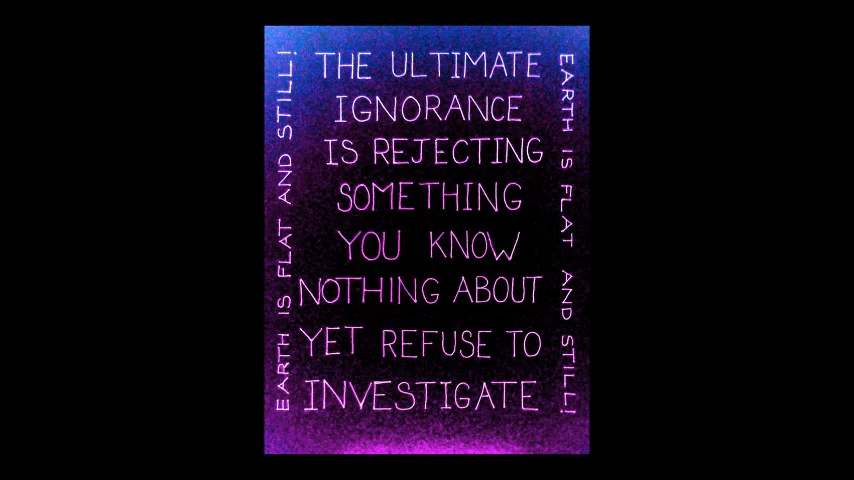 EARTH IS FLAT AND STILL!
THE ULTIMATE
IGNORANCE
IS REJECTING
SOMETHING
YOU KNOW
NOTHING ABOUT
YET REFUSE TO
INVESTIGATE
EARTH IS FLAT AND STILL!